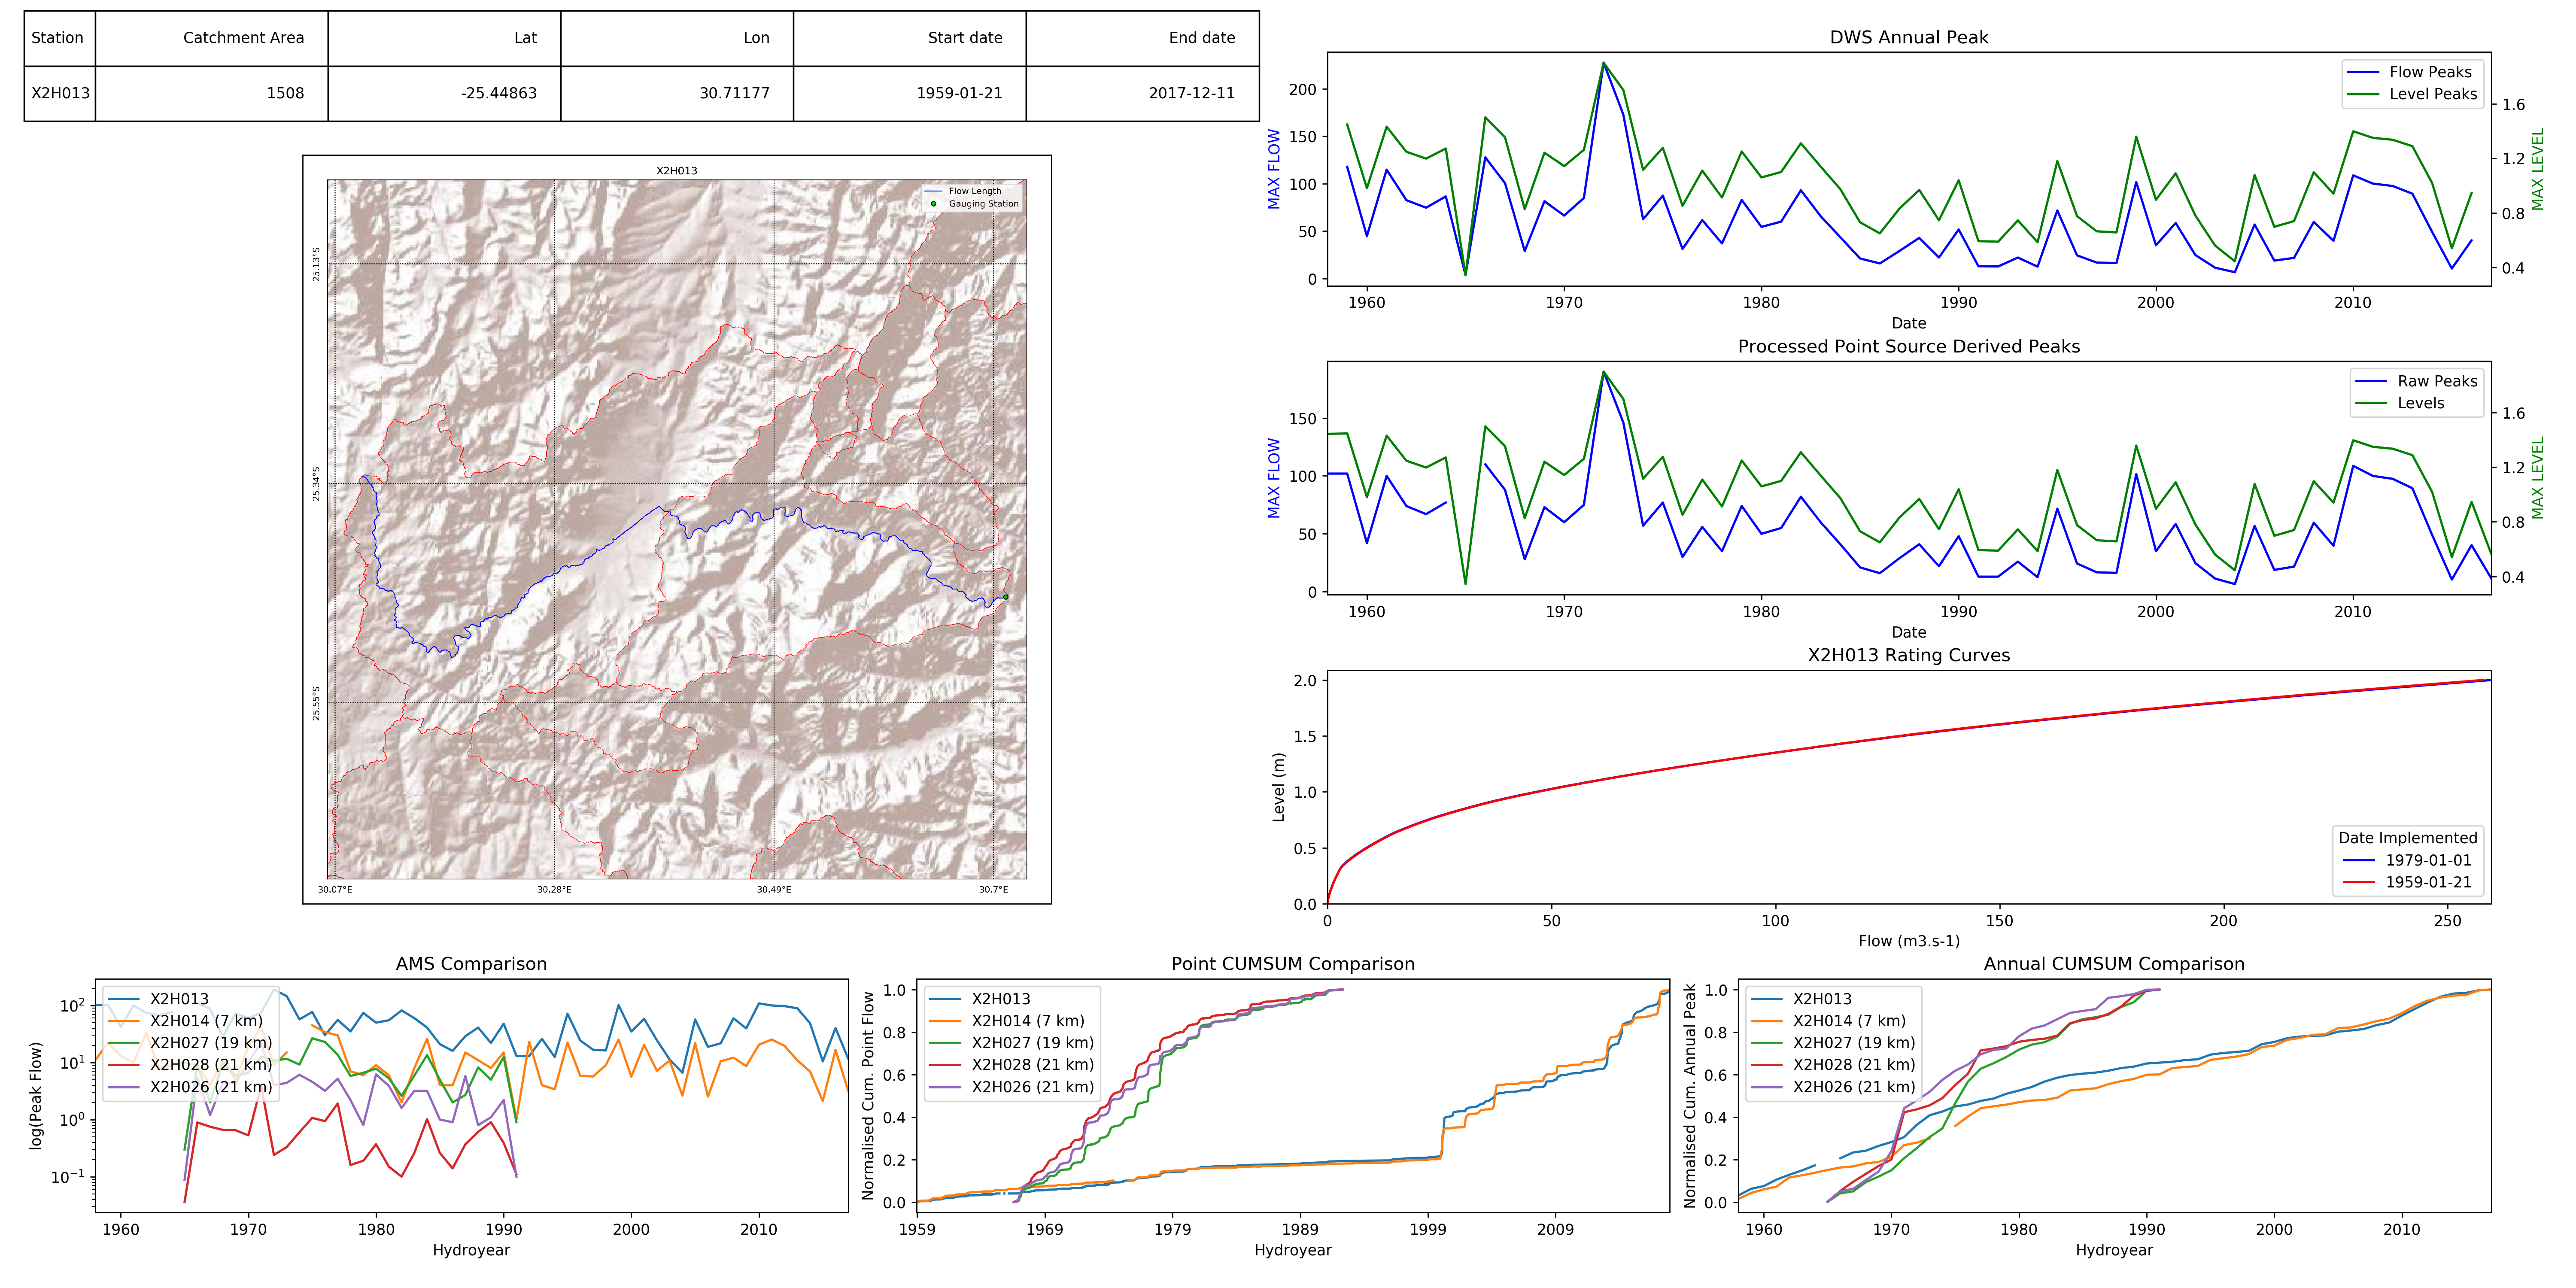 Station Catchment Area Lat Lon Start date End date
X2H013 1508 -25.44863 30.71177 1959-01-21 2017-12-11
X2H013
Flow Length
Gauging Station
25.13°S
25.34°S
25.55°S
30.07°E 30.28°E 30.49°E 30.7°E
DWS Annual Peak
Flow Peaks
Level Peaks
MAX FLOW
200
150
100
50
0
MAX LEVEL
1.6
1.2
0.8
0.4
1960 1970 1980 1990 2000 2010
Date
Processed Point Source Derived Peaks
Raw Peaks
Levels
MAX FLOW
150
100
50
0
MAX LEVEL
1.6
1.2
0.8
0.4
1960 1970 1980 1990 2000 2010
Date
X2H013 Rating Curves
Level (m)
2.0
1.5
1.0
0.5
0.0
Date Implemented
1979-01-01
1959-01-21
0 50 100 150 200 250
Flow (m3.s-1)
AMS Comparison
X2H013
X2H014 (7 km)
X2H027 (19 km)
X2H028 (21 km)
X2H026 (21 km)
log(Peak Flow)
10²
10¹
10⁰
10⁻¹
1960 1970 1980 1990 2000 2010
Hydroyear
Point CUMSUM Comparison
X2H013
X2H014 (7 km)
X2H027 (19 km)
X2H028 (21 km)
X2H026 (21 km)
Normalised Cum. Point Flow
1.0
0.8
0.6
0.4
0.2
0.0
1959 1969 1979 1989 1999 2009
Hydroyear
Annual CUMSUM Comparison
X2H013
X2H014 (7 km)
X2H027 (19 km)
X2H028 (21 km)
X2H026 (21 km)
Normalised Cum. Annual Peak
1.0
0.8
0.6
0.4
0.2
0.0
1960 1970 1980 1990 2000 2010
Hydroyear